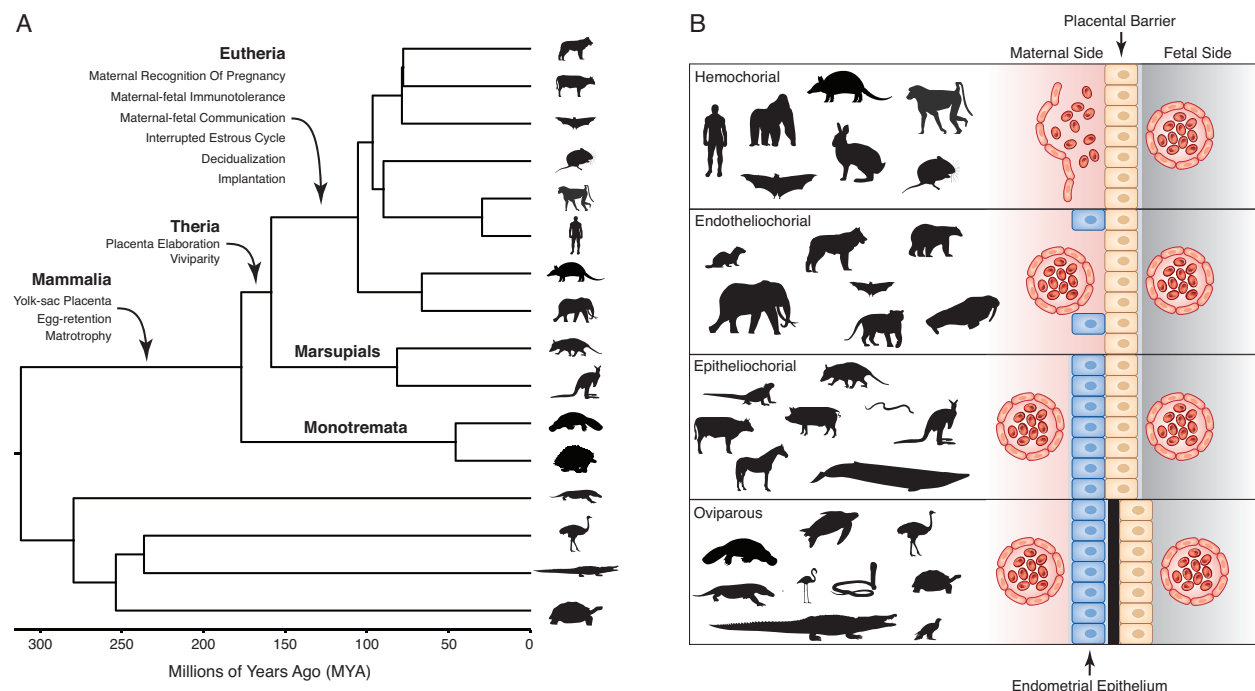 A
Eutheria
Maternal Recognition Of Pregnancy
Maternal-fetal Immunotolerance
Maternal-fetal Communication
Interrupted Estrous Cycle
Decidualization
Implantation
Theria
Placenta Elaboration
Viviparity
Mammalia
Yolk-sac Placenta
Egg-retention
Matrotrophy
Marsupials
Monotremata
300 250 200 150 100 50 0
Millions of Years Ago (MYA)
B
Placental Barrier
Maternal Side Fetal Side
Hemochorial
Endotheliochorial
Epitheliochorial
Oviparous
Endometrial Epithelium